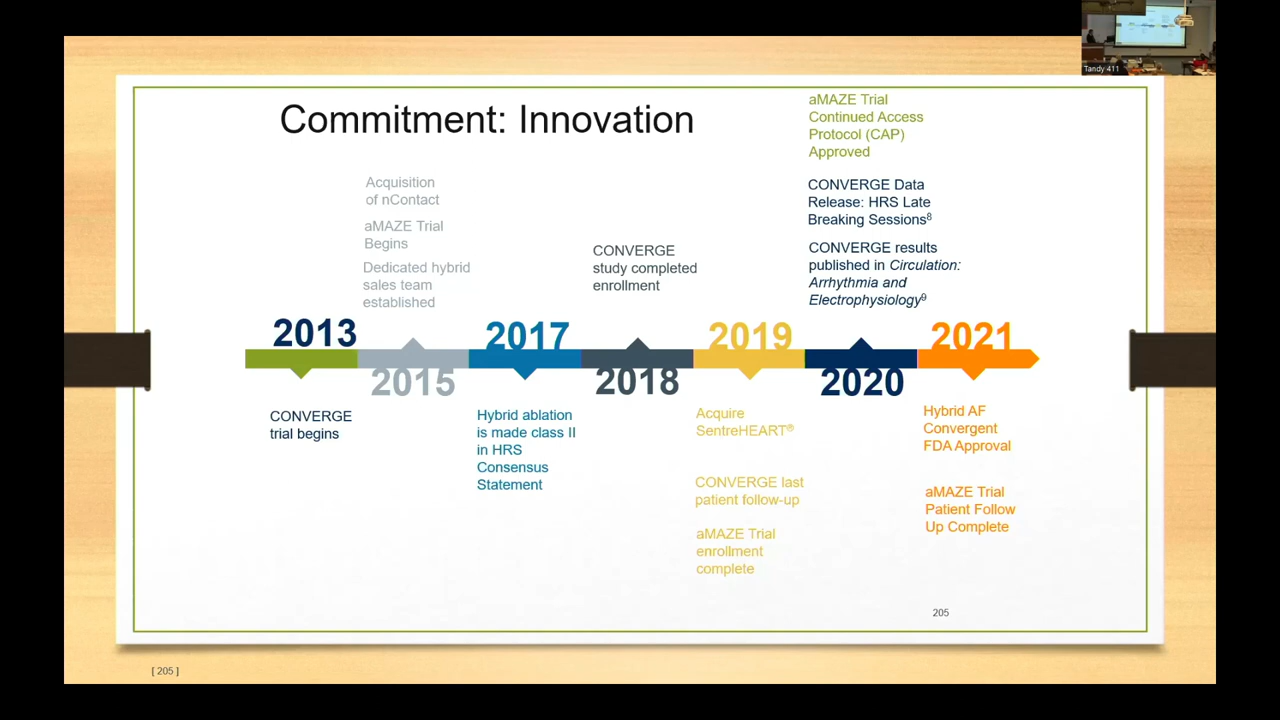 Tandy 411
Commitment: Innovation
aMAZE Trial
Continued Access
Protocol (CAP)
Approved
CONVERGE Data
Release: HRS Late
Breaking Sessions⁸
CONVERGE results
published in Circulation:
Arrhythmia and
Electrophysiology⁹
Acquisition
of nContact
aMAZE Trial
Begins
Dedicated hybrid
sales team
established
CONVERGE
study completed
enrollment
2013
2015
2017
2018
2019
2020
2021
CONVERGE
trial begins
Hybrid ablation
is made class II
in HRS
Consensus
Statement
Acquire
SentreHEART®
CONVERGE last
patient follow-up
aMAZE Trial
enrollment
complete
Hybrid AF
Convergent
FDA Approval
aMAZE Trial
Patient Follow
Up Complete
205
[ 205 ]